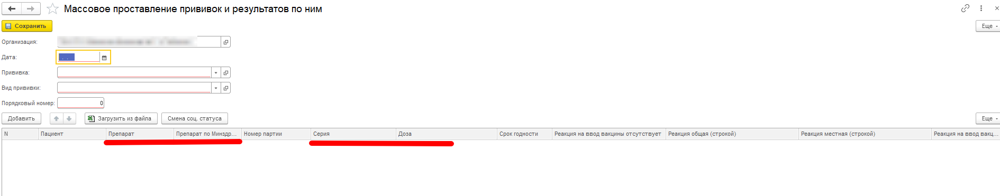 Массовое проставление прививок и результатов по ним
Сохранить
Еще
Организация:
Дата: . .
Прививка:
Вид прививки:
Порядковый номер: 0
Добавить Загрузить из файла Смена соц. статуса Еще
N Пациент Препарат Препарат по Минздр... Номер партии Серия Доза Срок годности Реакция на ввод вакцины отсутствует Реакция общая (строкой) Реакция местная (строкой) Реакция на ввод вакц...